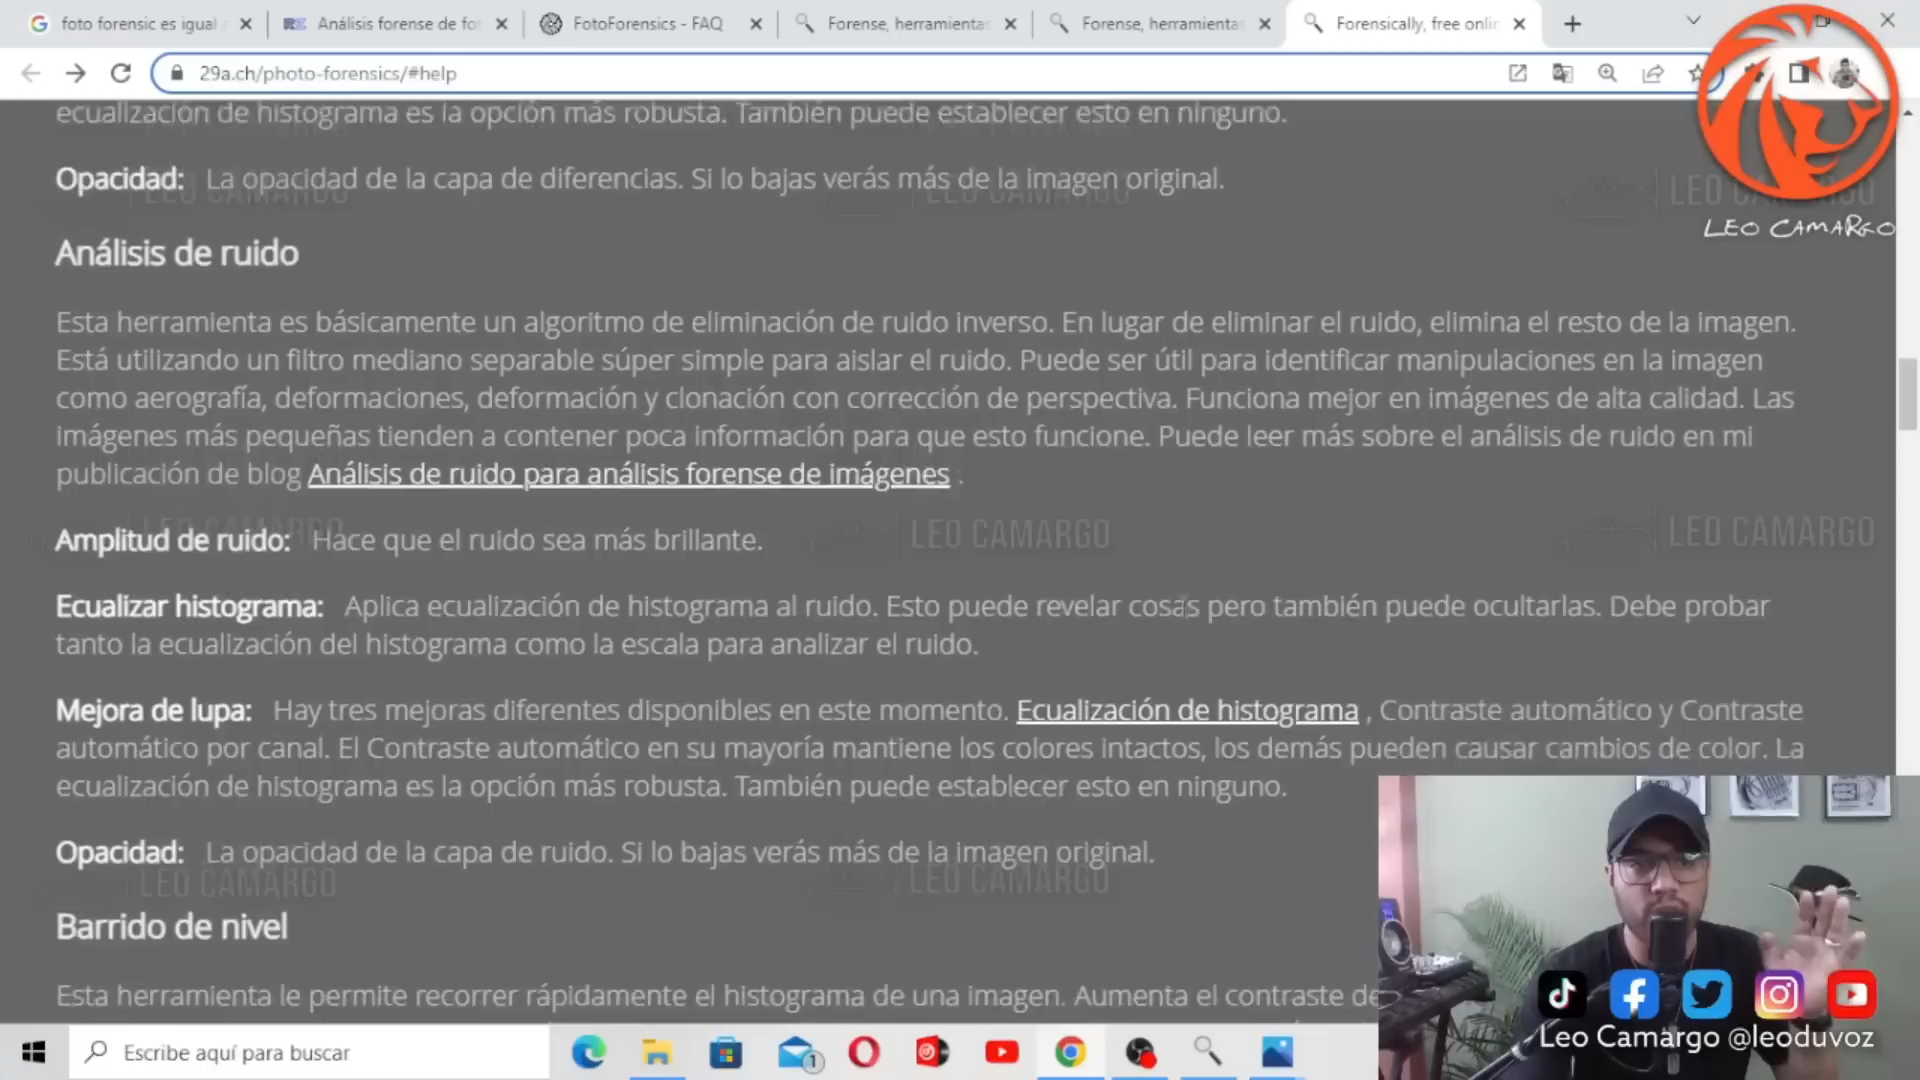 foto forensic es igual
Análisis forense de fo
FotoForensics - FAQ
Forense, herramientas
Forense, herramientas
Forensically, free onlin
29a.ch/photo-forensics/#help
ecualización de histograma es la opción más robusta. También puede establecer esto en ninguno.
Opacidad: La opacidad de la capa de diferencias. Si lo bajas verás más de la imagen original.
LEO CAMARGO
LEO CAMARGO
LEO CAMARGO
LEO CAMARGO
Análisis de ruido
Esta herramienta es básicamente un algoritmo de eliminación de ruido inverso. En lugar de eliminar el ruido, elimina el resto de la imagen.
Está utilizando un filtro mediano separable súper simple para aislar el ruido. Puede ser útil para identificar manipulaciones en la imagen
como aerografía, deformaciones, deformación y clonación con corrección de perspectiva. Funciona mejor en imágenes de alta calidad. Las
imágenes más pequeñas tienden a contener poca información para que esto funcione. Puede leer más sobre el análisis de ruido en mi
publicación de blog Análisis de ruido para análisis forense de imágenes .
Amplitud de ruido: Hace que el ruido sea más brillante.
LEO CAMARGO
LEO CAMARGO
LEO CAMARGO
Ecualizar histograma: Aplica ecualización de histograma al ruido. Esto puede revelar cosas pero también puede ocultarlas. Debe probar
tanto la ecualización del histograma como la escala para analizar el ruido.
Mejora de lupa: Hay tres mejoras diferentes disponibles en este momento. Ecualización de histograma , Contraste automático y Contraste
automático por canal. El Contraste automático en su mayoría mantiene los colores intactos, los demás pueden causar cambios de color. La
ecualización de histograma es la opción más robusta. También puede establecer esto en ninguno.
Opacidad: La opacidad de la capa de ruido. Si lo bajas verás más de la imagen original.
LEO CAMARGO
LEO CAMARGO
Barrido de nivel
Esta herramienta le permite recorrer rápidamente el histograma de una imagen. Aumenta el contraste de
Leo Camargo @leoduvoz
Escribe aquí para buscar
1